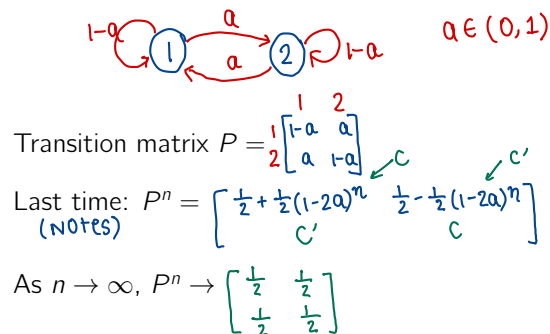 1-a 1 a 2 1-a a ∈ (0,1)
a
1 2
Transition matrix P = 1 [ 1-a a ]
2 [ a 1-a ]
C C'
Last time: Pⁿ = [ ½ + ½(1-2a)ⁿ ½ - ½(1-2a)ⁿ ]
(NOTES) C' C
As n → ∞, Pⁿ → [ ½ ½ ]
[ ½ ½ ]